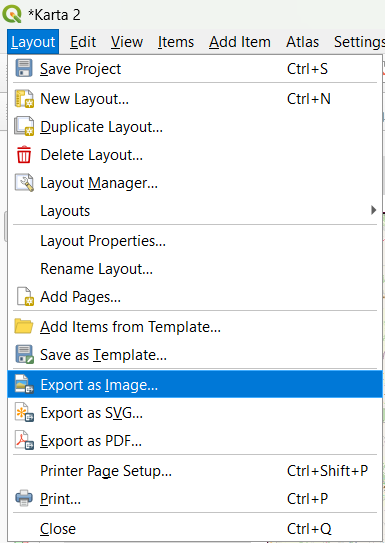 *Karta 2
Layout Edit View Items Add Item Atlas Settings
Save Project Ctrl+S
New Layout... Ctrl+N
Duplicate Layout...
Delete Layout...
Layout Manager...
Layouts
Layout Properties...
Rename Layout...
Add Pages...
Add Items from Template...
Save as Template...
Export as Image...
Export as SVG...
Export as PDF...
Printer Page Setup... Ctrl+Shift+P
Print... Ctrl+P
Close Ctrl+Q